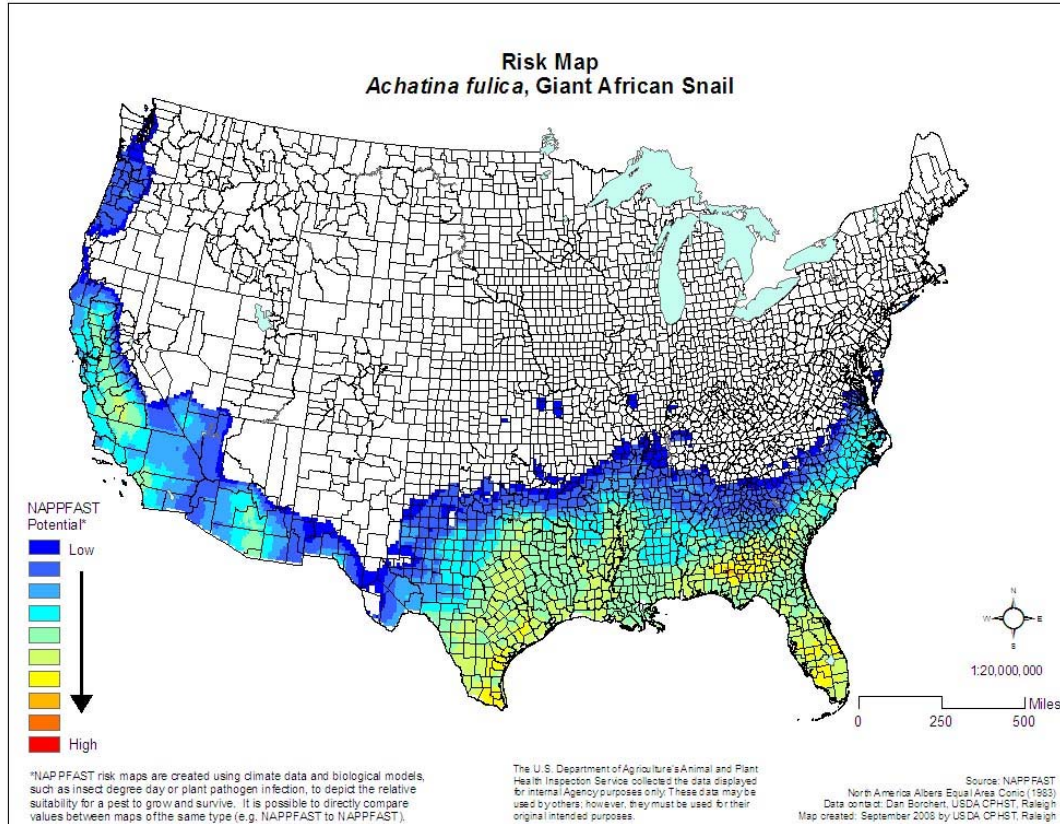 Risk Map
Achatina fulica, Giant African Snail
NAPPFAST
Potential*
Low
High
N
W
E
S
1:20,000,000
Miles
0 250 500
*NAPPFAST risk maps are created using climate data and biological models,
such as insect degree day or plant pathogen infection, to depict the relative
suitability for a pest to grow and survive. It is possible to directly compare
values between maps of the same type (e.g. NAPPFAST to NAPPFAST).
The U.S. Department of Agriculture's Animal and Plant
Health Inspection Service collected the data displayed
for internal Agency purposes only. These data may be
used by others; however, they must be used for their
original intended purposes.
Source: NAPPFAST
North America Albers Equal Area Conic (1983)
Data contact: Dan Borchert, USDA CPHST, Raleigh
Map created: September 2008 by USDA CPHST, Raleigh